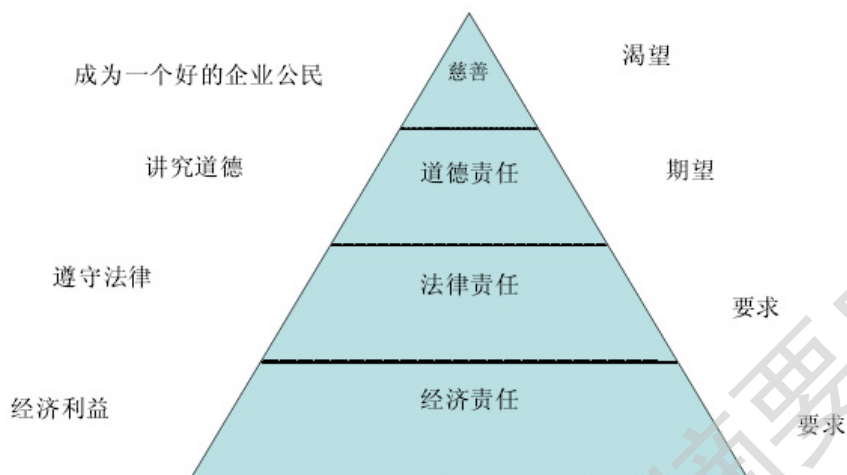 成为一个好的企业公民
慈善
渴望
讲究道德
道德责任
期望
遵守法律
法律责任
要求
经济利益
经济责任
要求
摘要